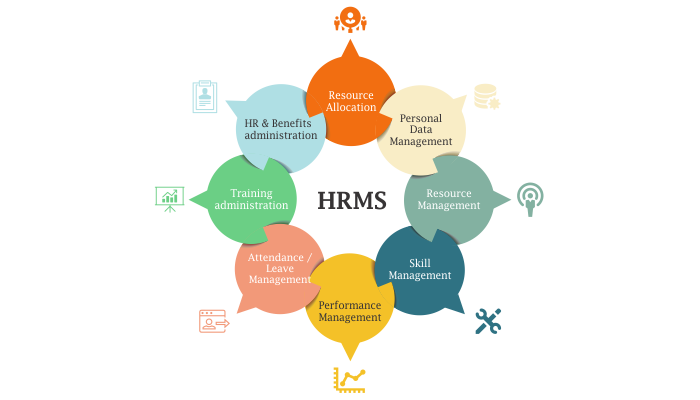 Resource
Allocation
Personal
Data
Management
Resource
Management
Skill
Management
Performance
Management
Attendance /
Leave
Management
Training
administration
HR & Benefits
administration
HRMS